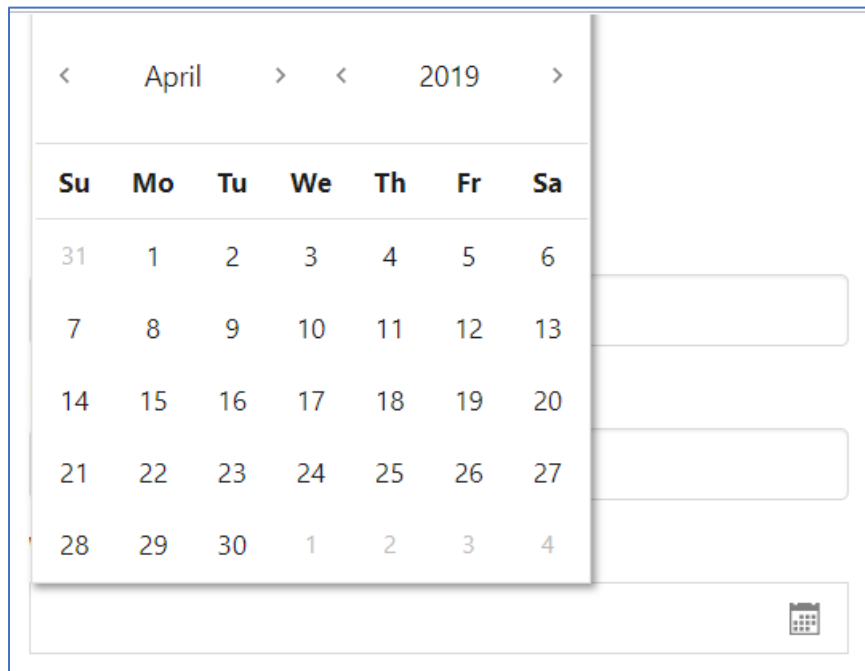 < April > < 2019 >
Su Mo Tu We Th Fr Sa
31 1 2 3 4 5 6
7 8 9 10 11 12 13
14 15 16 17 18 19 20
21 22 23 24 25 26 27
28 29 30 1 2 3 4